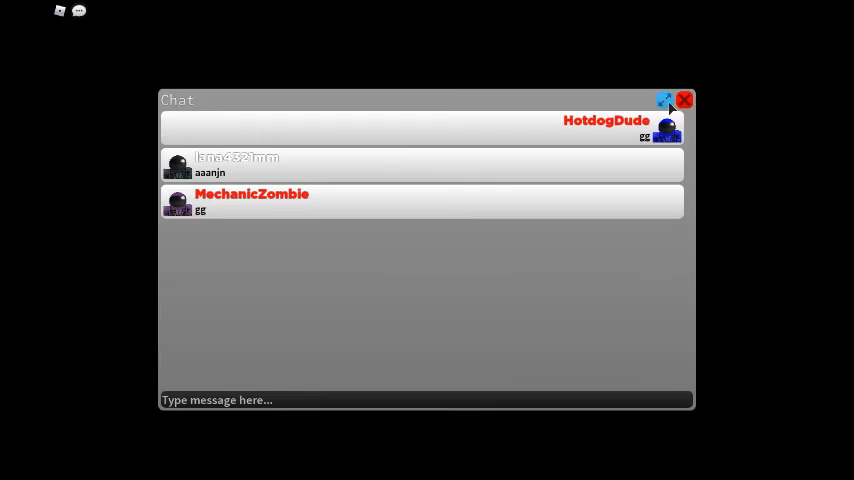 Chat
HotdogDude
gg
lana4321mm
aaanjn
MechanicZombie
gg
Type message here...